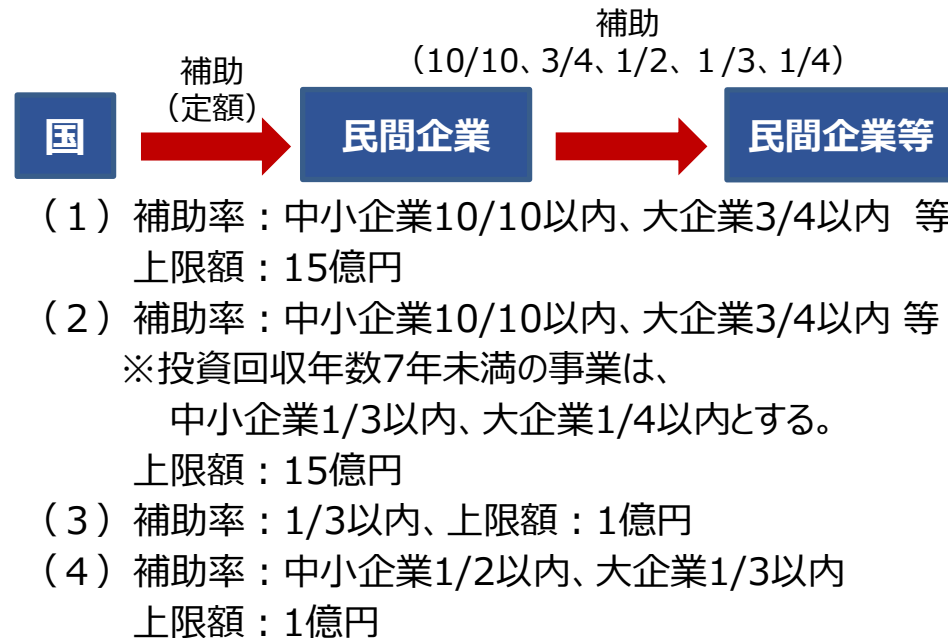 補助
（10/10、3/4、1/2、１/3、1/4）
補助
（定額）
国
民間企業
民間企業等
（１）補助率：中小企業10/10以内、大企業3/4以内 等
上限額：15億円
（２）補助率：中小企業10/10以内、大企業3/4以内 等
※投資回収年数7年未満の事業は、
中小企業1/3以内、大企業1/4以内とする。
上限額：15億円
（３）補助率：1/3以内、上限額：1億円
（４）補助率：中小企業1/2以内、大企業1/3以内
上限額：1億円